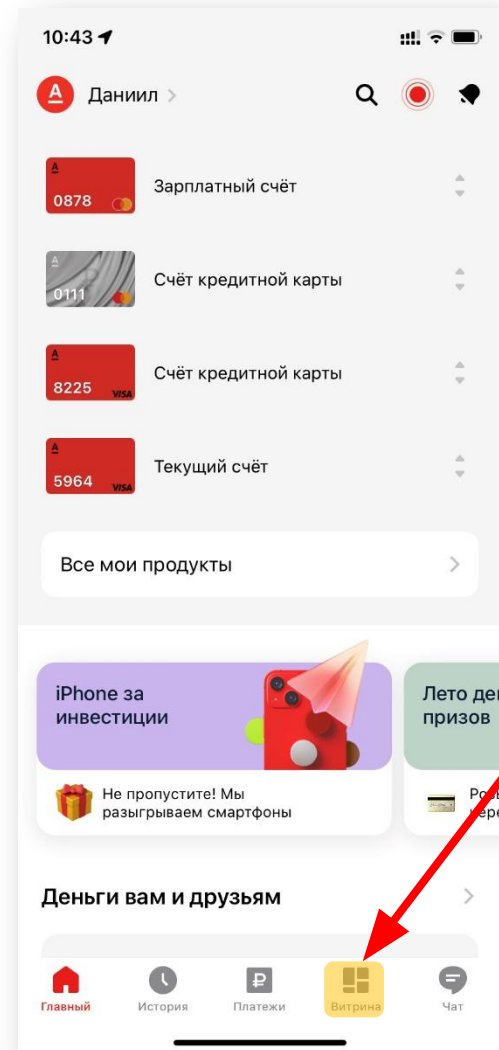 10:43
А Даниил
А
0878
Зарплатный счёт
А
0111
Счёт кредитной карты
А
8225 VISA
Счёт кредитной карты
А
5964 VISA
Текущий счёт
Все мои продукты
iPhone за
инвестиции
Не пропустите! Мы
разыгрываем смартфоны
Лето
призов
Деньги вам и друзьям
Главный
История
Платежи
Витрина
Чат